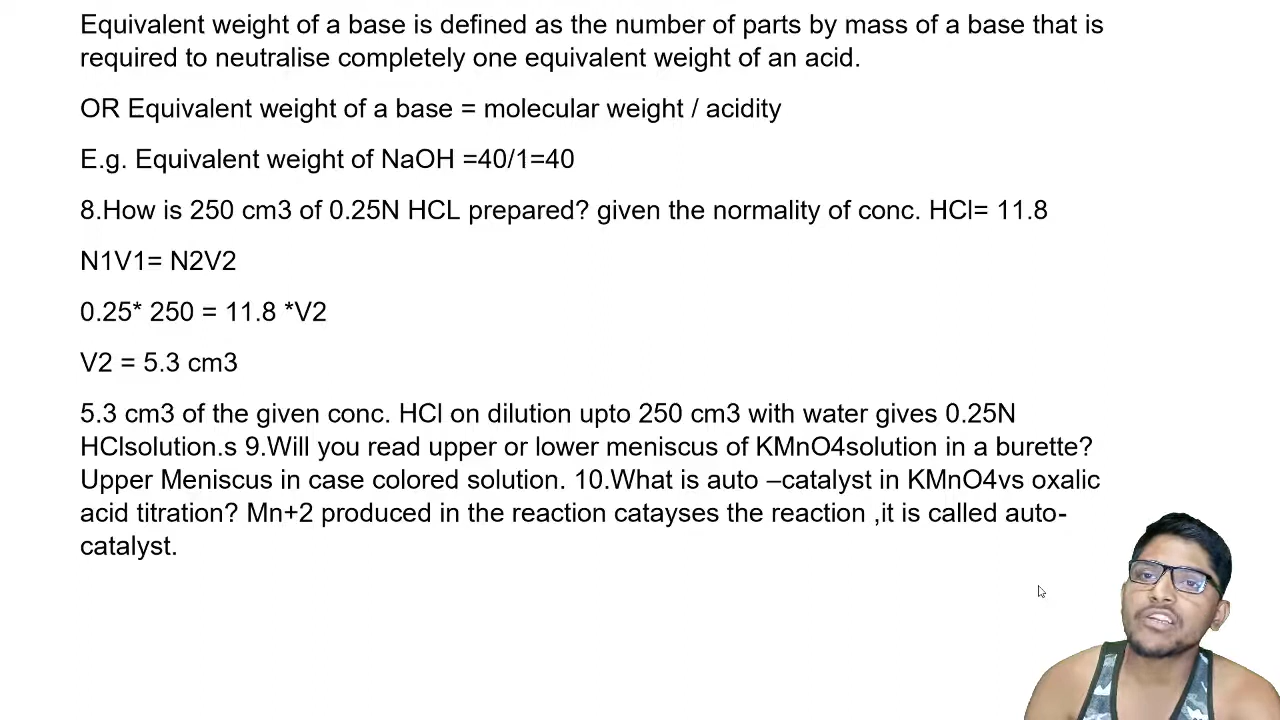 Equivalent weight of a base is defined as the number of parts by mass of a base that is
required to neutralise completely one equivalent weight of an acid.
OR Equivalent weight of a base = molecular weight / acidity
E.g. Equivalent weight of NaOH =40/1=40
8.How is 250 cm3 of 0.25N HCL prepared? given the normality of conc. HCl= 11.8
N1V1= N2V2
0.25* 250 = 11.8 *V2
V2 = 5.3 cm3
5.3 cm3 of the given conc. HCl on dilution upto 250 cm3 with water gives 0.25N
HClsolution.s 9.Will you read upper or lower meniscus of KMnO4solution in a burette?
Upper Meniscus in case colored solution. 10.What is auto –catalyst in KMnO4vs oxalic
acid titration? Mn+2 produced in the reaction catayses the reaction ,it is called auto-
catalyst.